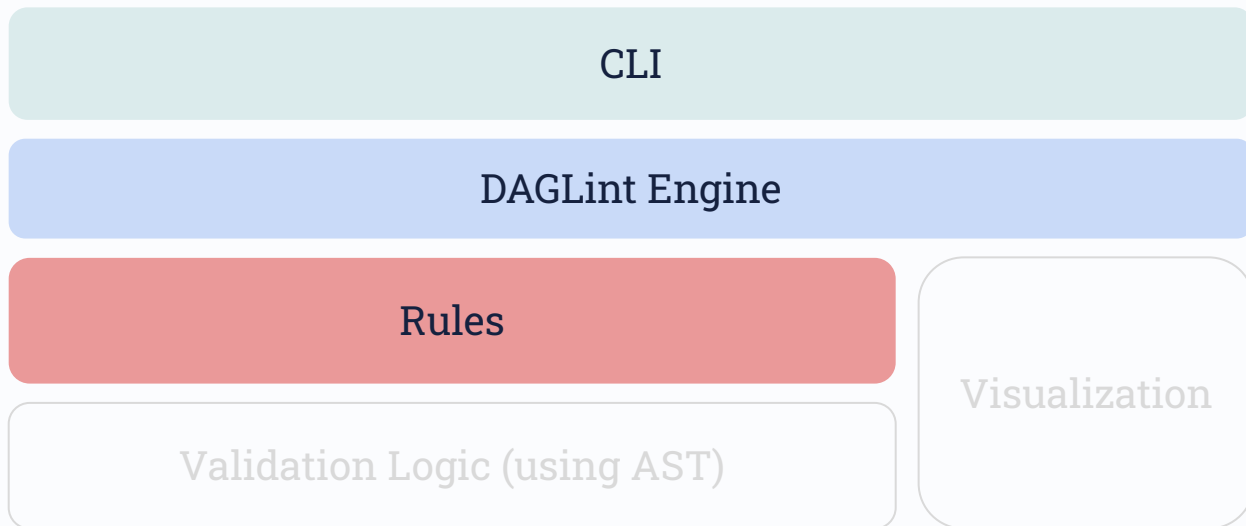 CLI
DAGLint Engine
Rules
Visualization
Validation Logic (using AST)